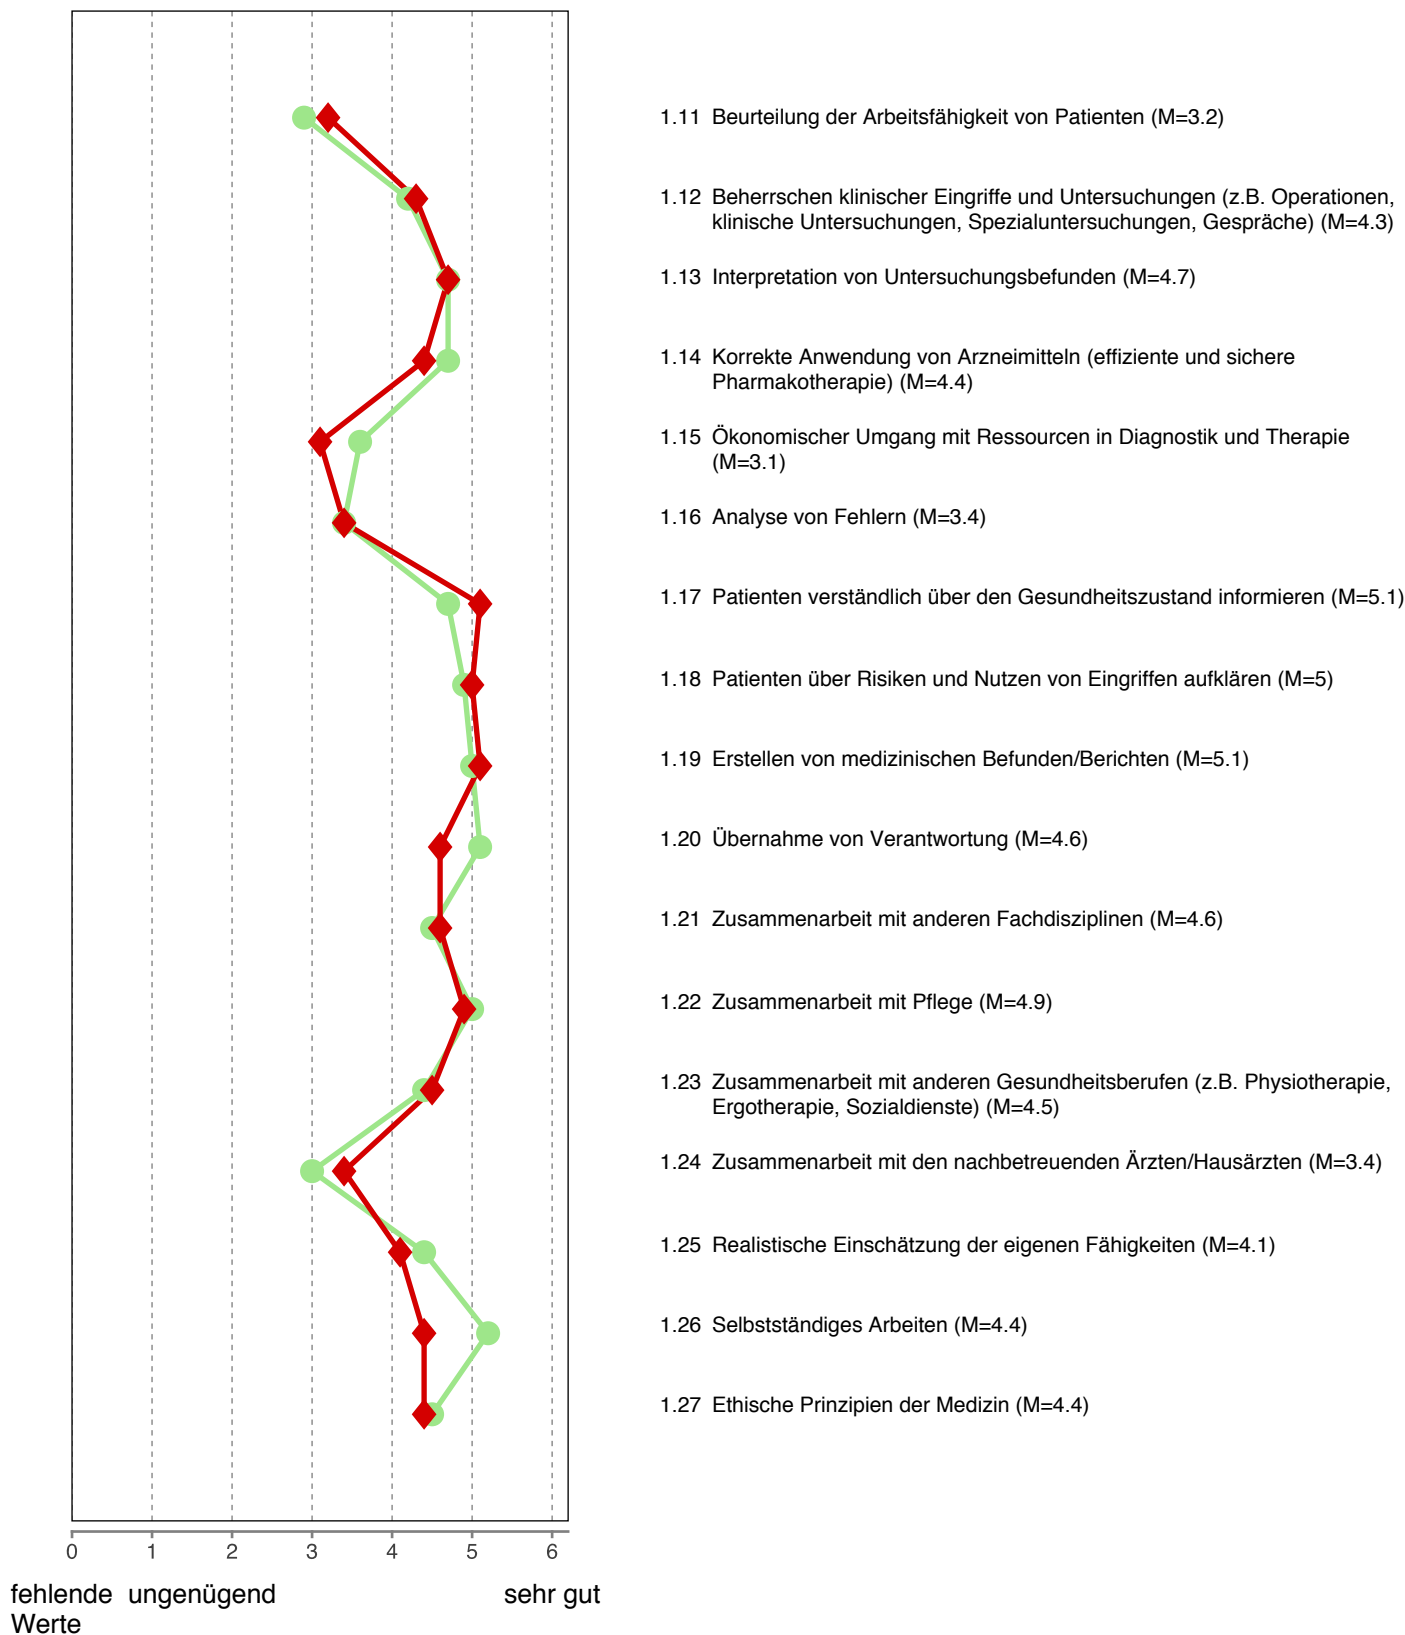 1.11 Beurteilung der Arbeitsfähigkeit von Patienten (M=3.2)
1.12 Beherrschen klinischer Eingriffe und Untersuchungen (z.B. Operationen,
klinische Untersuchungen, Spezialuntersuchungen, Gespräche) (M=4.3)
1.13 Interpretation von Untersuchungsbefunden (M=4.7)
1.14 Korrekte Anwendung von Arzneimitteln (effiziente und sichere
Pharmakotherapie) (M=4.4)
1.15 Ökonomischer Umgang mit Ressourcen in Diagnostik und Therapie
(M=3.1)
1.16 Analyse von Fehlern (M=3.4)
1.17 Patienten verständlich über den Gesundheitszustand informieren (M=5.1)
1.18 Patienten über Risiken und Nutzen von Eingriffen aufklären (M=5)
1.19 Erstellen von medizinischen Befunden/Berichten (M=5.1)
1.20 Übernahme von Verantwortung (M=4.6)
1.21 Zusammenarbeit mit anderen Fachdisziplinen (M=4.6)
1.22 Zusammenarbeit mit Pflege (M=4.9)
1.23 Zusammenarbeit mit anderen Gesundheitsberufen (z.B. Physiotherapie,
Ergotherapie, Sozialdienste) (M=4.5)
1.24 Zusammenarbeit mit den nachbetreuenden Ärzten/Hausärzten (M=3.4)
1.25 Realistische Einschätzung der eigenen Fähigkeiten (M=4.1)
1.26 Selbstständiges Arbeiten (M=4.4)
1.27 Ethische Prinzipien der Medizin (M=4.4)
0 1 2 3 4 5 6
fehlende ungenügend sehr gut
Werte